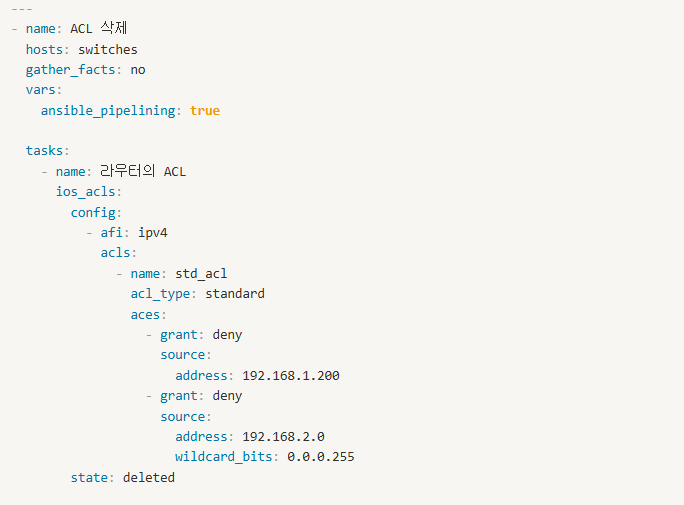 ---
- name: ACL 삭제
  hosts: switches
  gather_facts: no
  vars:
    ansible_pipelining: true

  tasks:
    - name: 라우터의 ACL
      ios_acls:
        config:
          - afi: ipv4
            acls:
              - name: std_acl
                acl_type: standard
                aces:
                  - grant: deny
                    source:
                      address: 192.168.1.200
                  - grant: deny
                    source:
                      address: 192.168.2.0
                      wildcard_bits: 0.0.0.255
        state: deleted